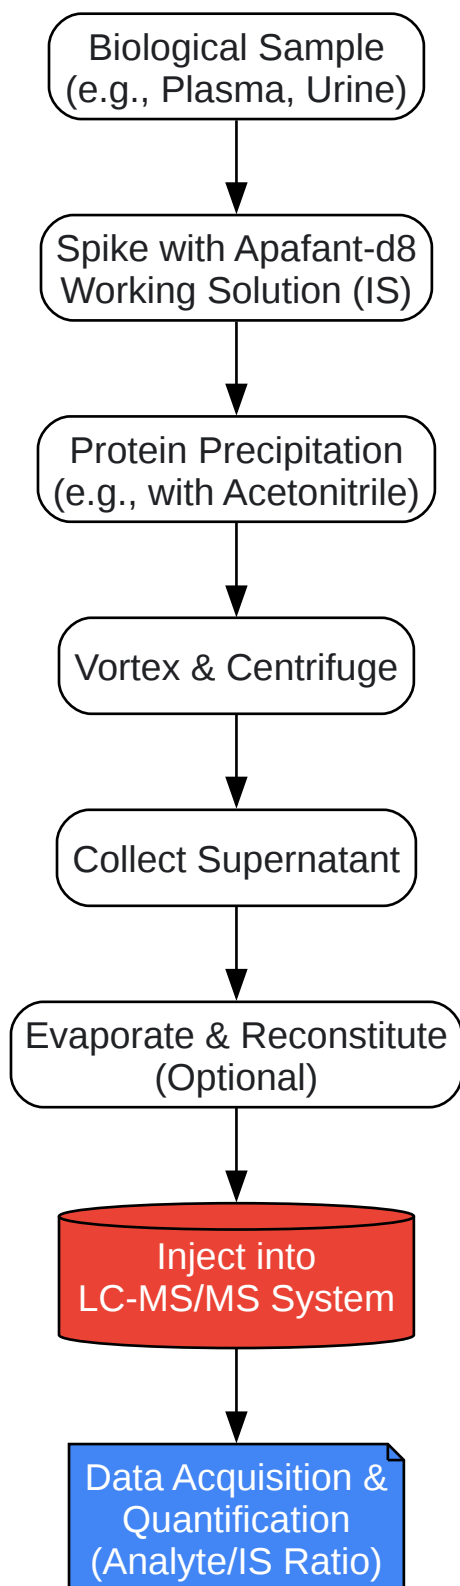 Biological Sample
(e.g., Plasma, Urine)
Spike with Apafant-d8
Working Solution (IS)
Protein Precipitation
(e.g., with Acetonitrile)
Vortex & Centrifuge
Collect Supernatant
Evaporate & Reconstitute
(Optional)
Inject into
LC-MS/MS System
Data Acquisition &
Quantification
(Analyte/IS Ratio)